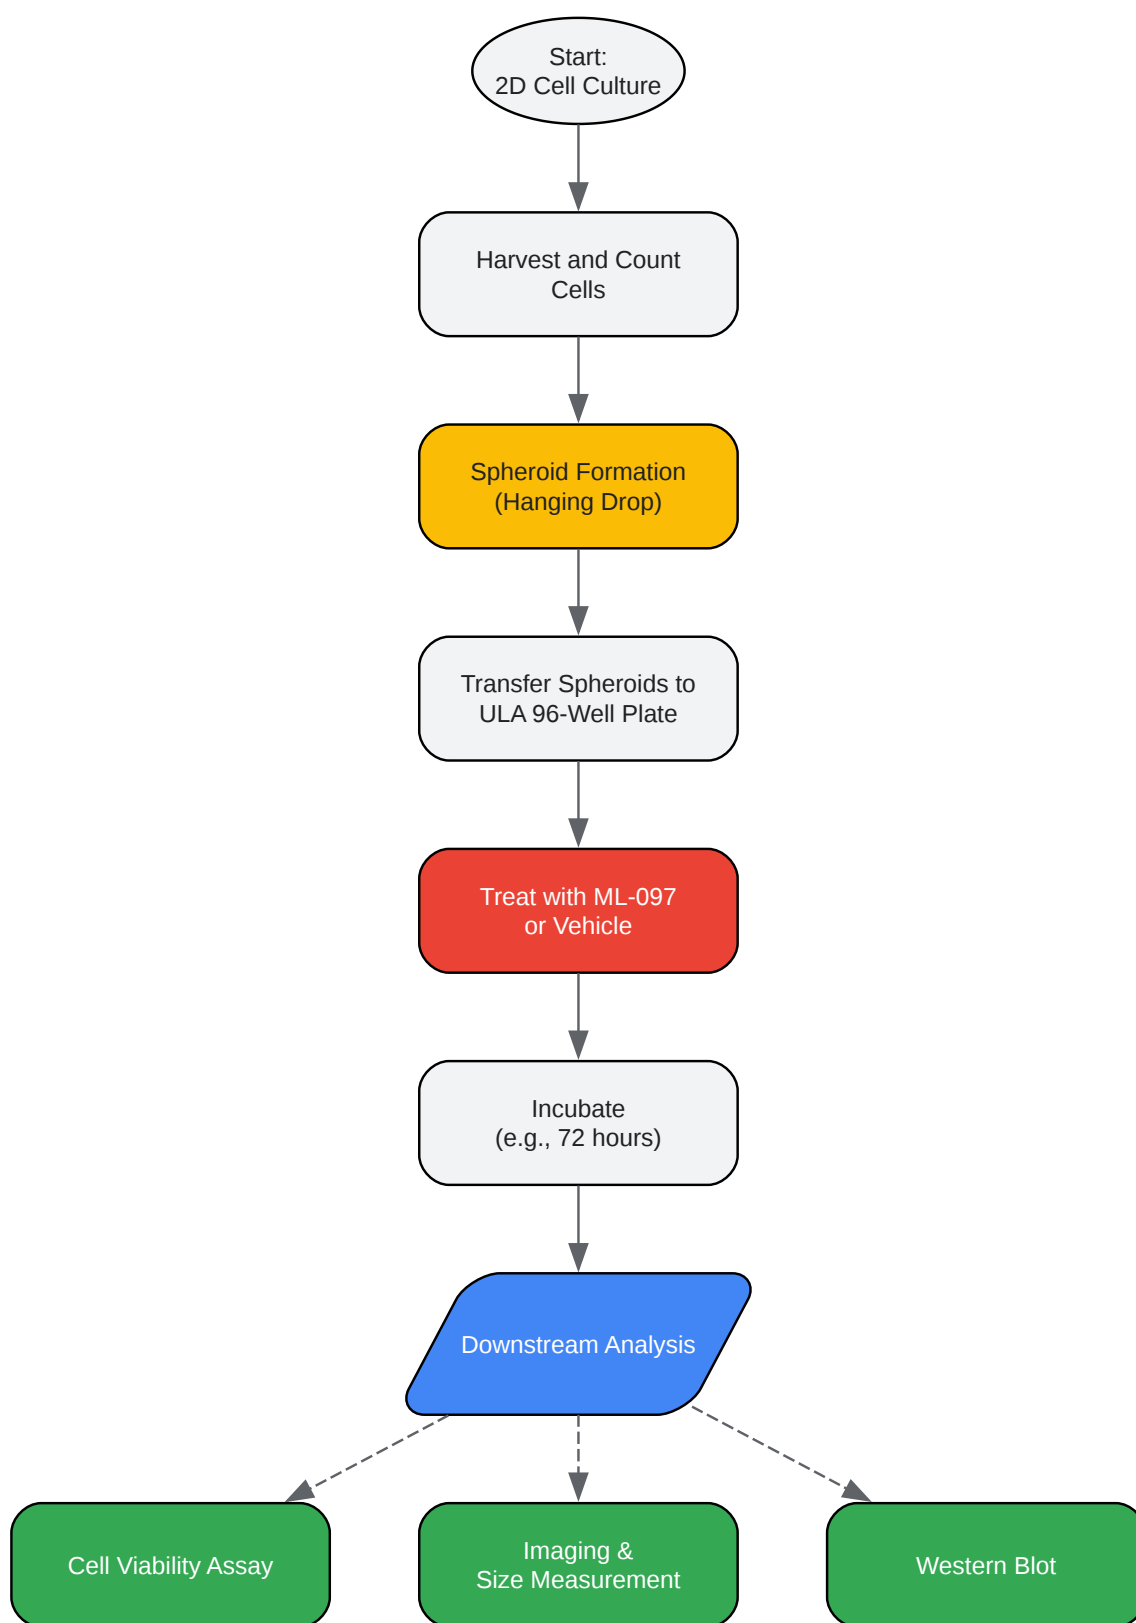 Start:
2D Cell Culture
Harvest and Count
Cells
Spheroid Formation
(Hanging Drop)
Transfer Spheroids to
ULA 96-Well Plate
Treat with ML-097
or Vehicle
Incubate
(e.g., 72 hours)
Downstream Analysis
Cell Viability Assay
Imaging &
Size Measurement
Western Blot